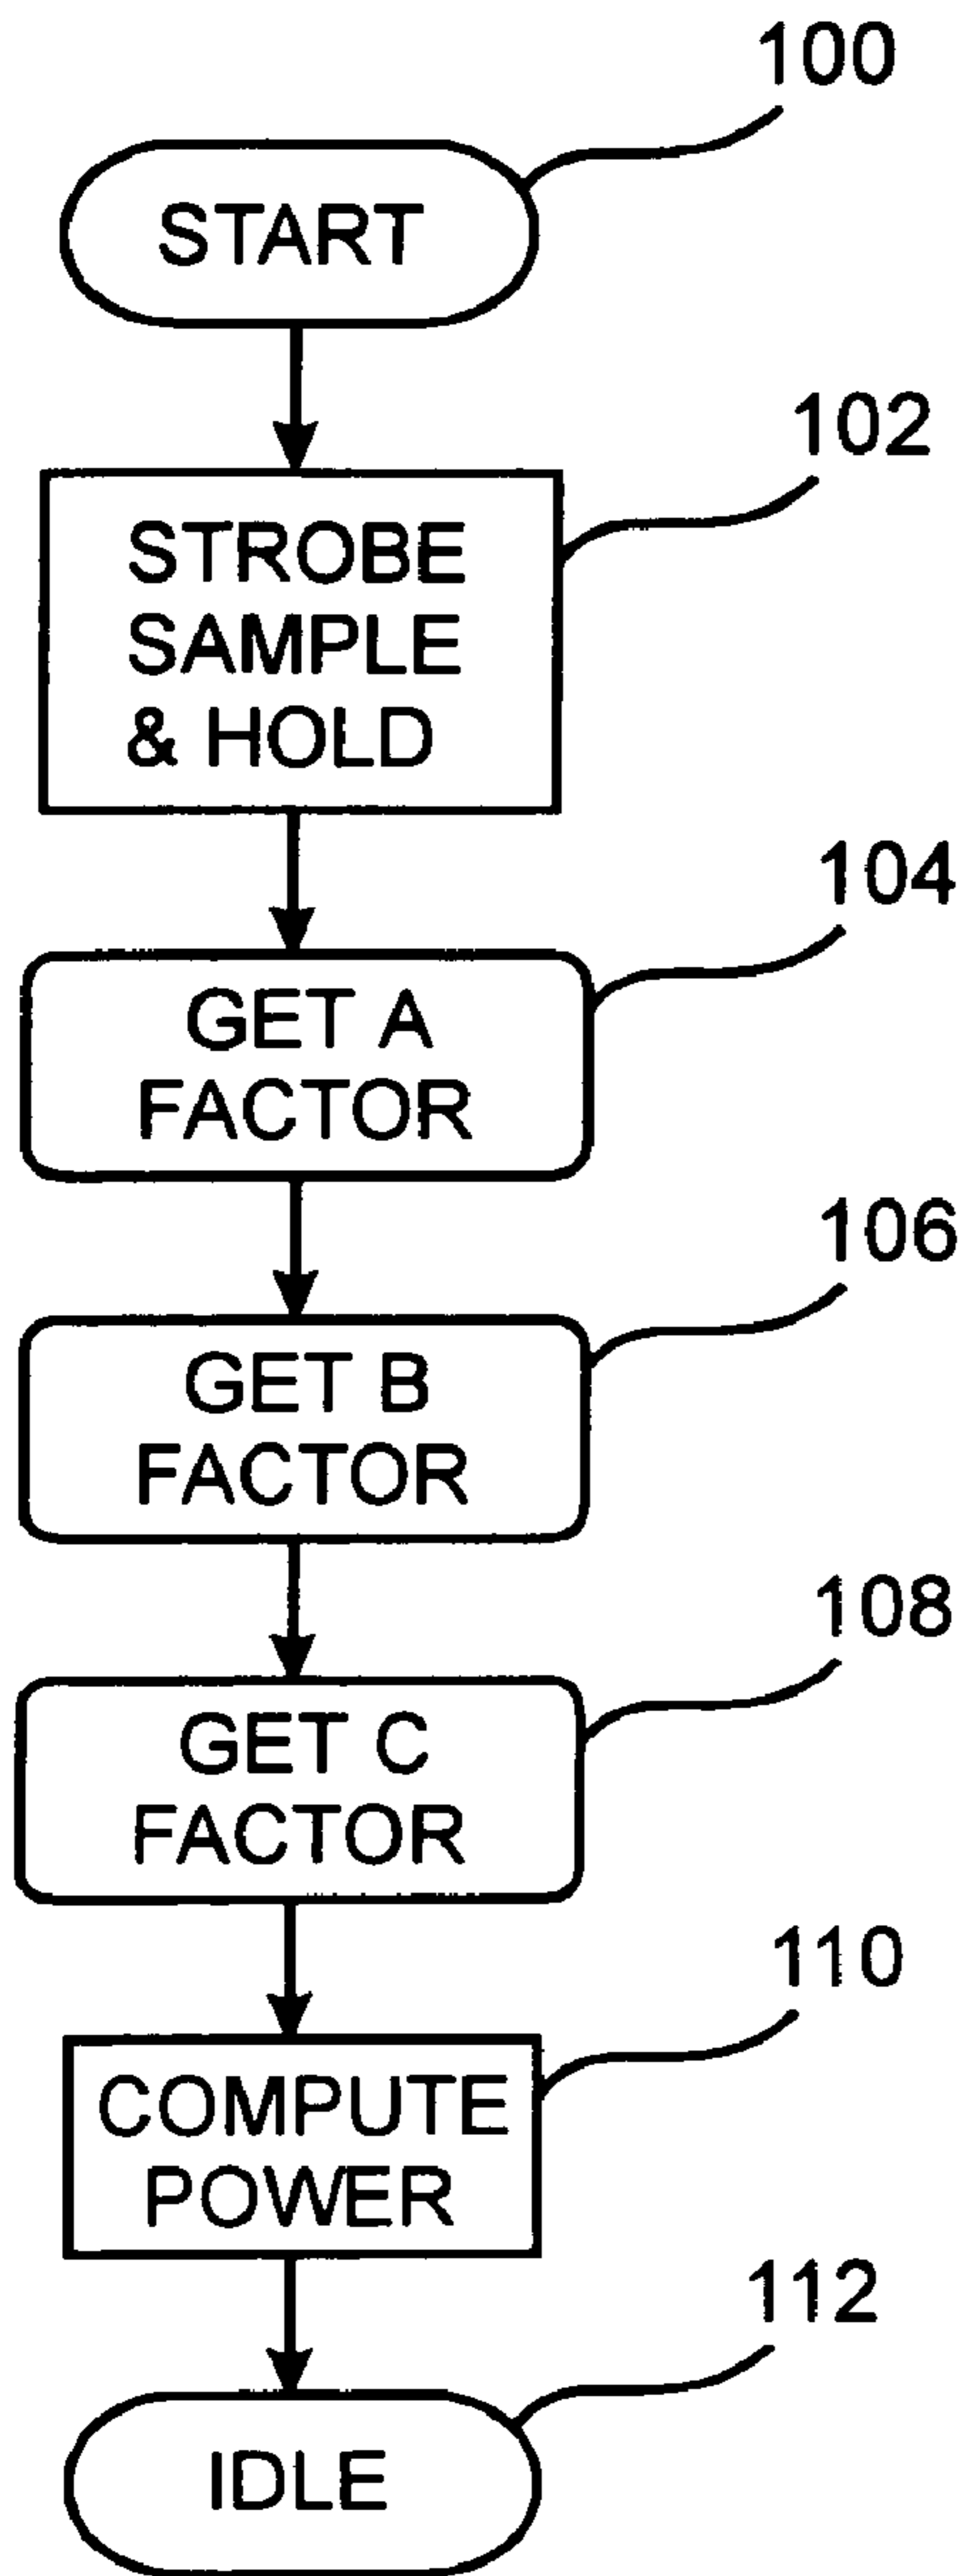 100
START
102
STROBE
SAMPLE
& HOLD
104
GET A
FACTOR
106
GET B
FACTOR
108
GET C
FACTOR
110
COMPUTE
POWER
112
IDLE